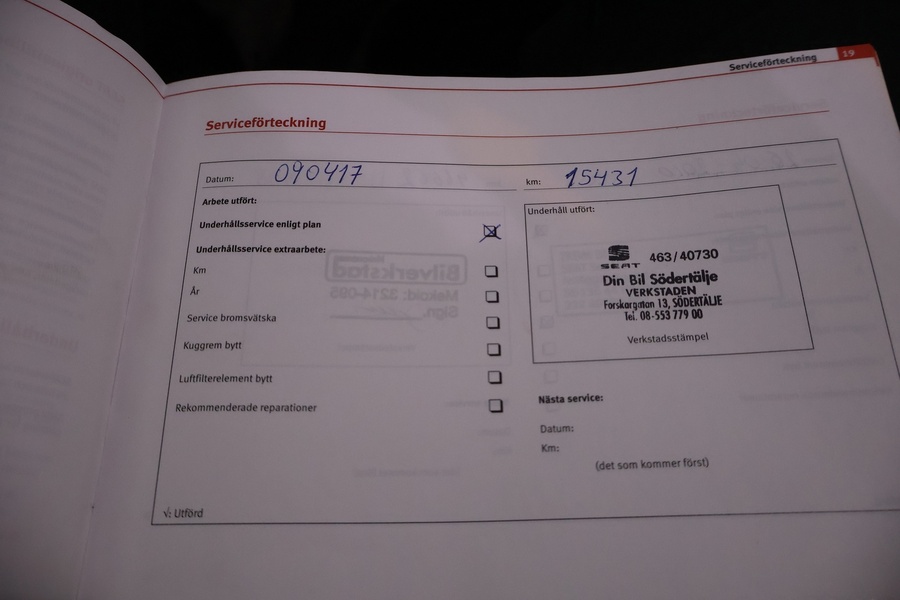 Serviceförteckning 19
Serviceförteckning
Datum: 090417
km: 15431
Arbete utfört:
Underhållsservice enligt plan
Underhållsservice extraarbete:
Km
År
Service bromsvätska
Kuggrem bytt
Luftfilterelement bytt
Rekommenderade reparationer
√: Utförd
Underhåll utfört:
SEAT 463/40730
Din Bil Södertälje
VERKSTADEN
Forskargatan 13, SÖDERTÄLJE
Tel. 08-553 779 00
Verkstadsstämpel
Nästa service:
Datum:
Km:
(det som kommer först)